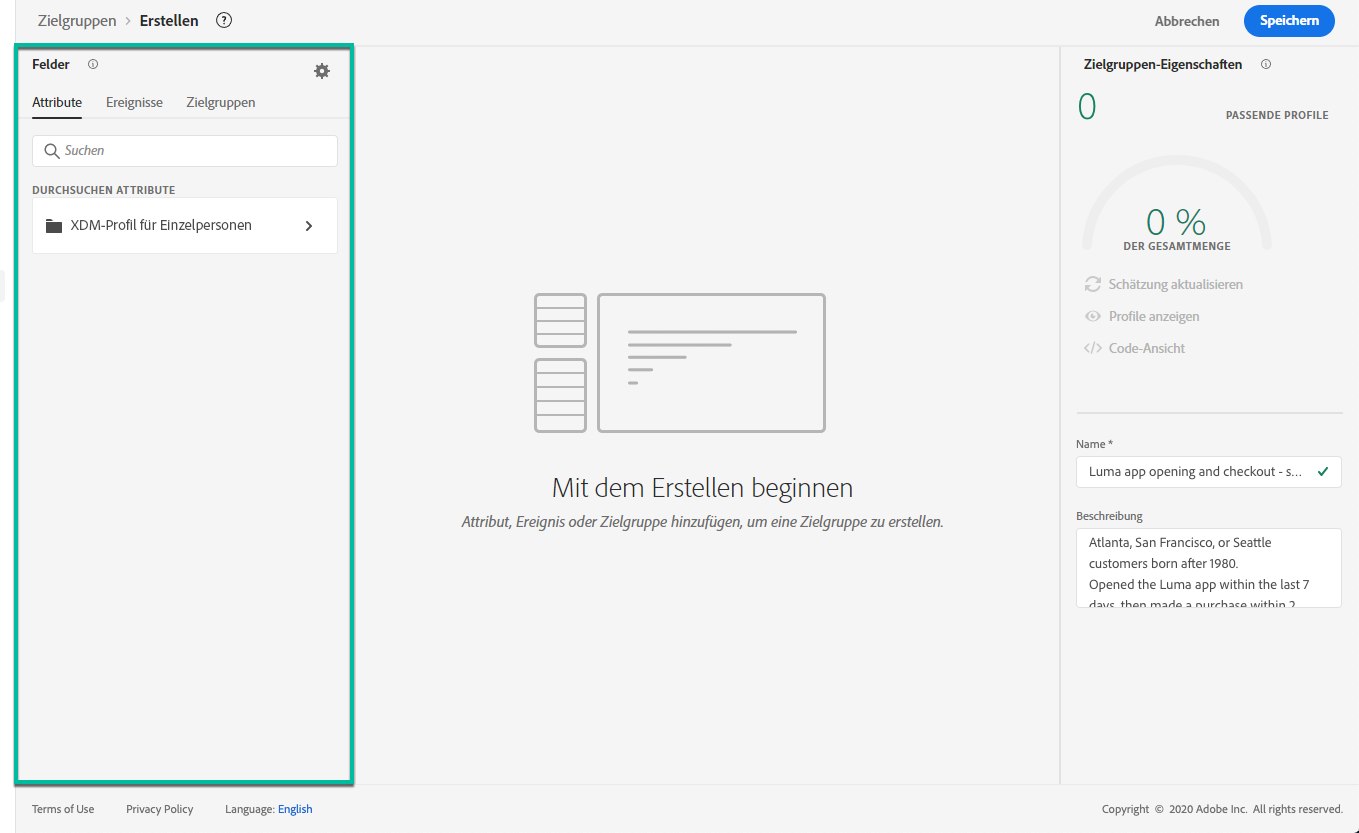 Zielgruppen › Erstellen ?
Abbrechen
Speichern
Felder
Attribute Ereignisse Zielgruppen
Suchen
DURCHSUCHEN ATTRIBUTE
XDM-Profil für Einzelpersonen
Mit dem Erstellen beginnen
Attribut, Ereignis oder Zielgruppe hinzufügen, um eine Zielgruppe zu erstellen.
Zielgruppen-Eigenschaften
0
PASSENDE PROFILE
0 %
DER GESAMTMENGE
Schätzung aktualisieren
Profile anzeigen
</> Code-Ansicht
Name *
Luma app opening and checkout - s...
Beschreibung
Atlanta, San Francisco, or Seattle
customers born after 1980.
Opened the Luma app within the last 7
days, then made a purchase within 2
Terms of Use Privacy Policy Language: English
Copyright © 2020 Adobe Inc. All rights reserved.